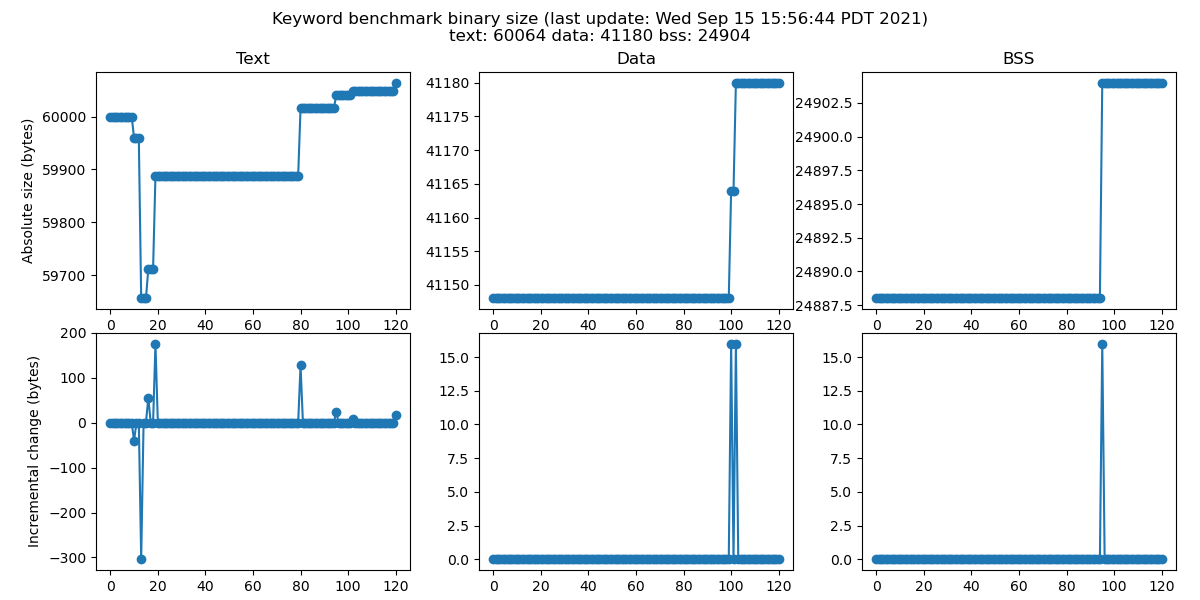 Keyword benchmark binary size (last update: Wed Sep 15 15:56:44 PDT 2021)
text: 60064 data: 41180 bss: 24904
Text
Data
BSS
Absolute size (bytes)
60000
59900
59800
59700
0 20 40 60 80 100 120
41180
41175
41170
41165
41160
41155
41150
0 20 40 60 80 100 120
24902.5
24900.0
24897.5
24895.0
24892.5
24890.0
24887.5
0 20 40 60 80 100 120
Incremental change (bytes)
200
100
0
−100
−200
−300
0 20 40 60 80 100 120
15.0
12.5
10.0
7.5
5.0
2.5
0.0
0 20 40 60 80 100 120
15.0
12.5
10.0
7.5
5.0
2.5
0.0
0 20 40 60 80 100 120